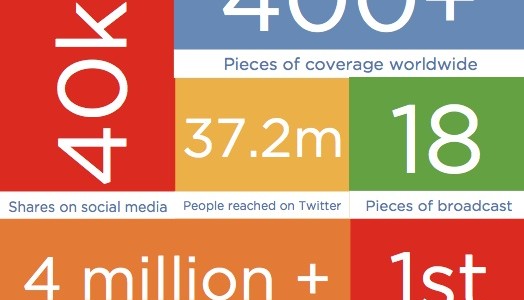 400+
Pieces of coverage worldwide
40k
37.2m
18
Shares on social media
People reached on Twitter
Pieces of broadcast
4 million +
1st